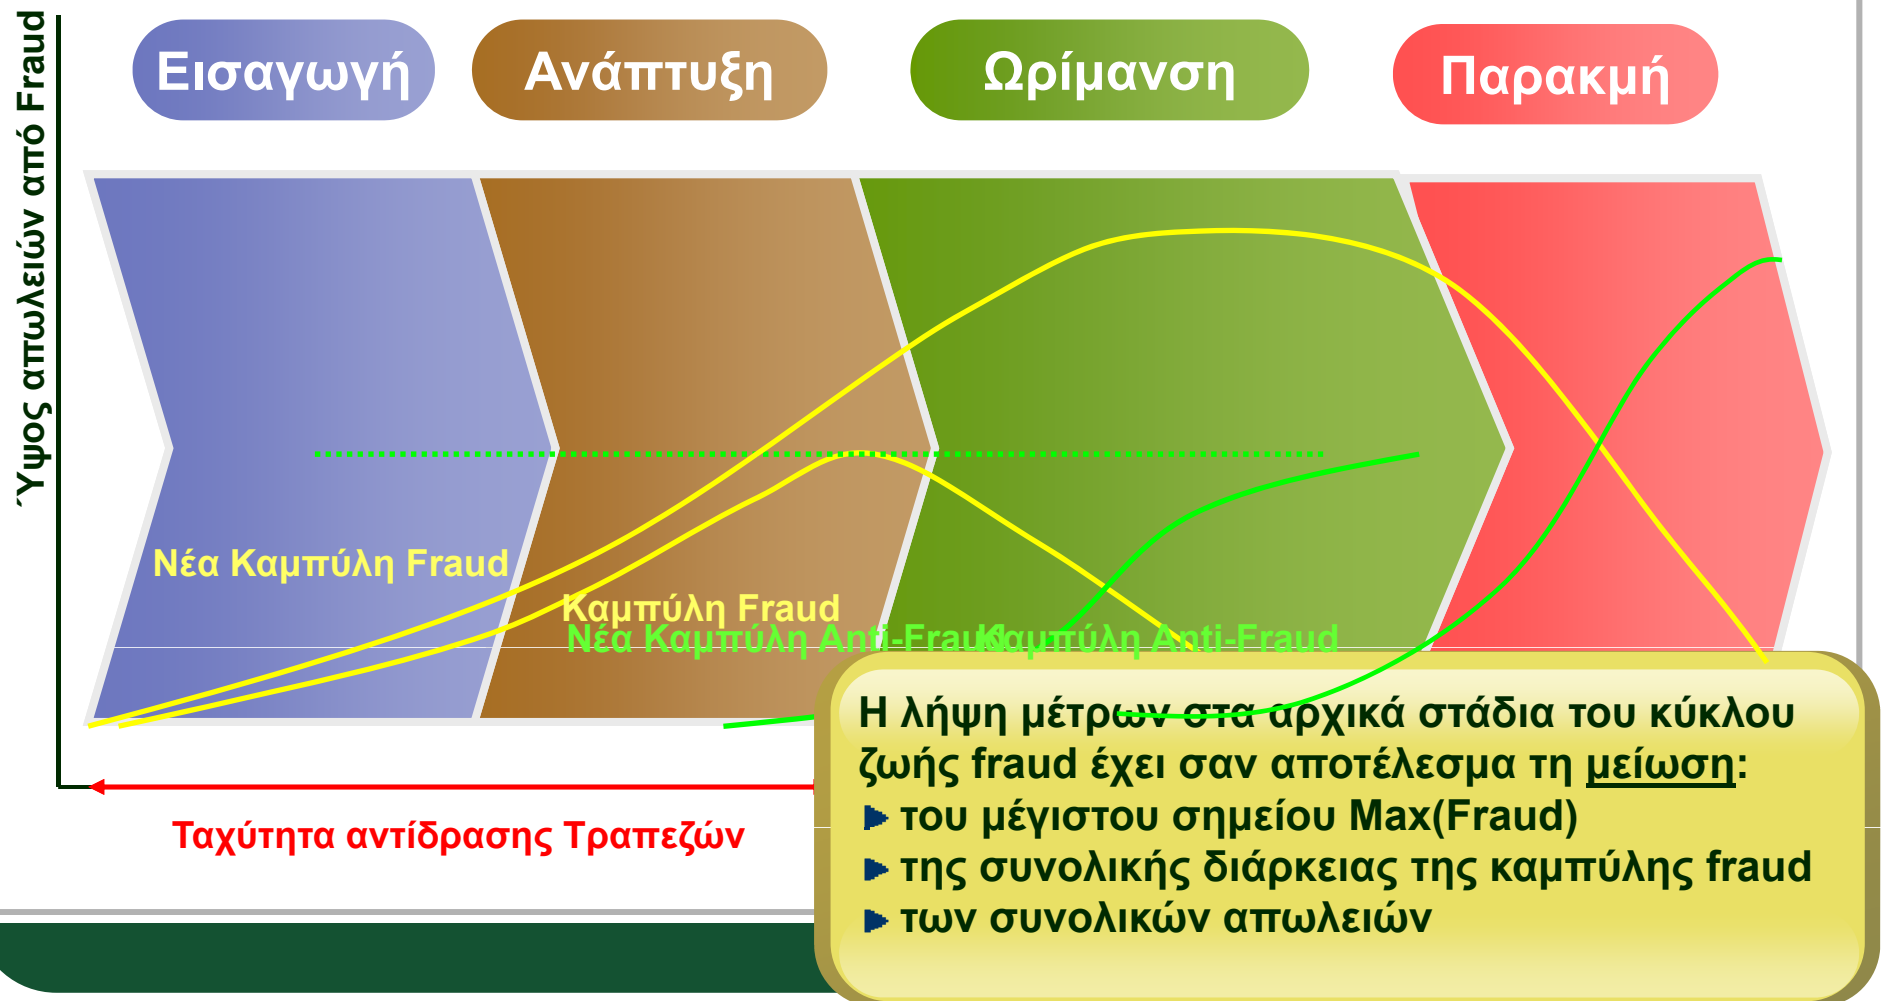 Ύψος απωλειών από Fraud
Εισαγωγή
Ανάπτυξη
Ωρίμανση
Παρακμή
Νέα Καμπύλη Fraud
Καμπύλη Fraud
Νέα Καμπύλη Anti-Fraud
Καμπύλη Anti-Fraud
Ταχύτητα αντίδρασης Τραπεζών
Η λήψη μέτρων στα αρχικά στάδια του κύκλου
ζωής fraud έχει σαν αποτέλεσμα τη μείωση:
του μέγιστου σημείου Max(Fraud)
της συνολικής διάρκειας της καμπύλης fraud
των συνολικών απωλειών